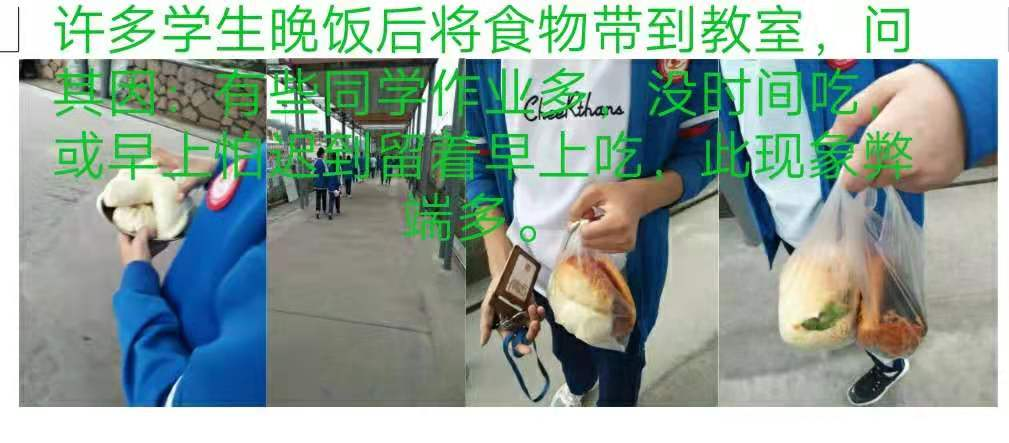 许多学生晚饭后将食物带到教室，问
其因：有些同学作业多，没时间吃，
或早上怕迟到留着早上吃，此现象弊
端多。
CheeKthans